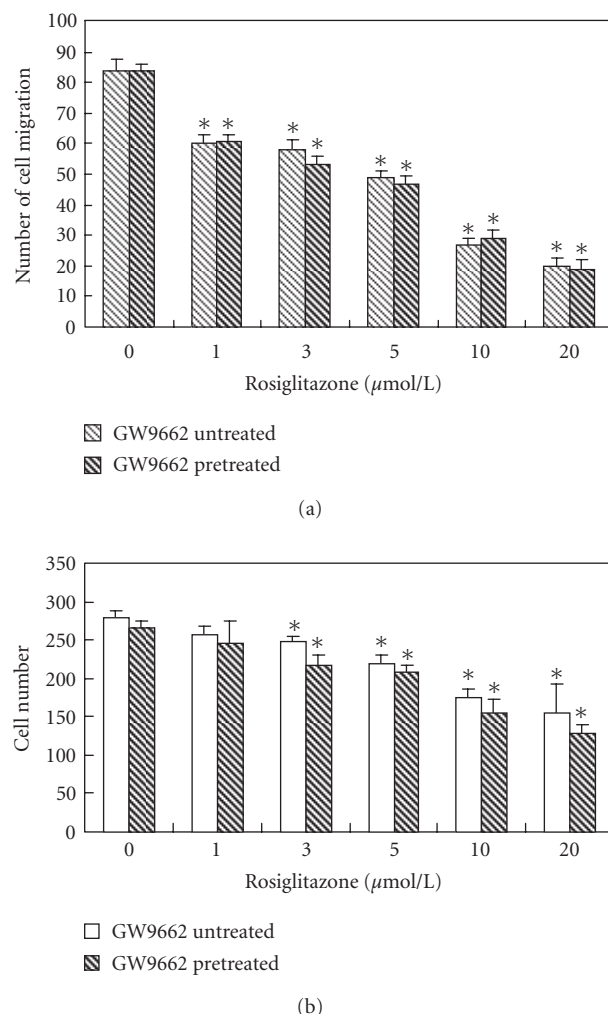 Number of cell migration
100
90
80
70
60
50
40
30
20
10
0
* * * * * * * * * *
0 1 3 5 10 20
Rosiglitazone (μmol/L)
GW9662 untreated
GW9662 pretreated
(a)
Cell number
350
300
250
200
150
100
50
0
* * * * * * * *
0 1 3 5 10 20
Rosiglitazone (μmol/L)
GW9662 untreated
GW9662 pretreated
(b)